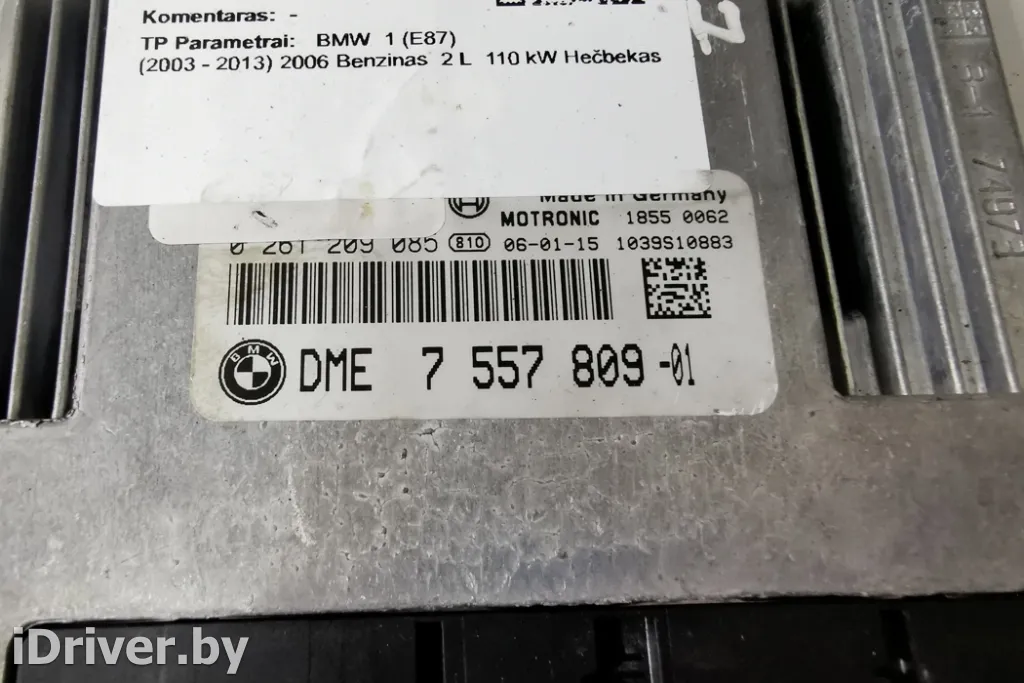 Komentaras: -
TP Parametrai: BMW 1 (E87)
(2003 - 2013) 2006 Benzinas 2 L 110 kW Hečbekas
Made in Germany
MOTRONIC 1855 0062
0 261 209 085 810 06-01-15 1039S10883
BMW
DME 7 557 809 -01
iDriver.by